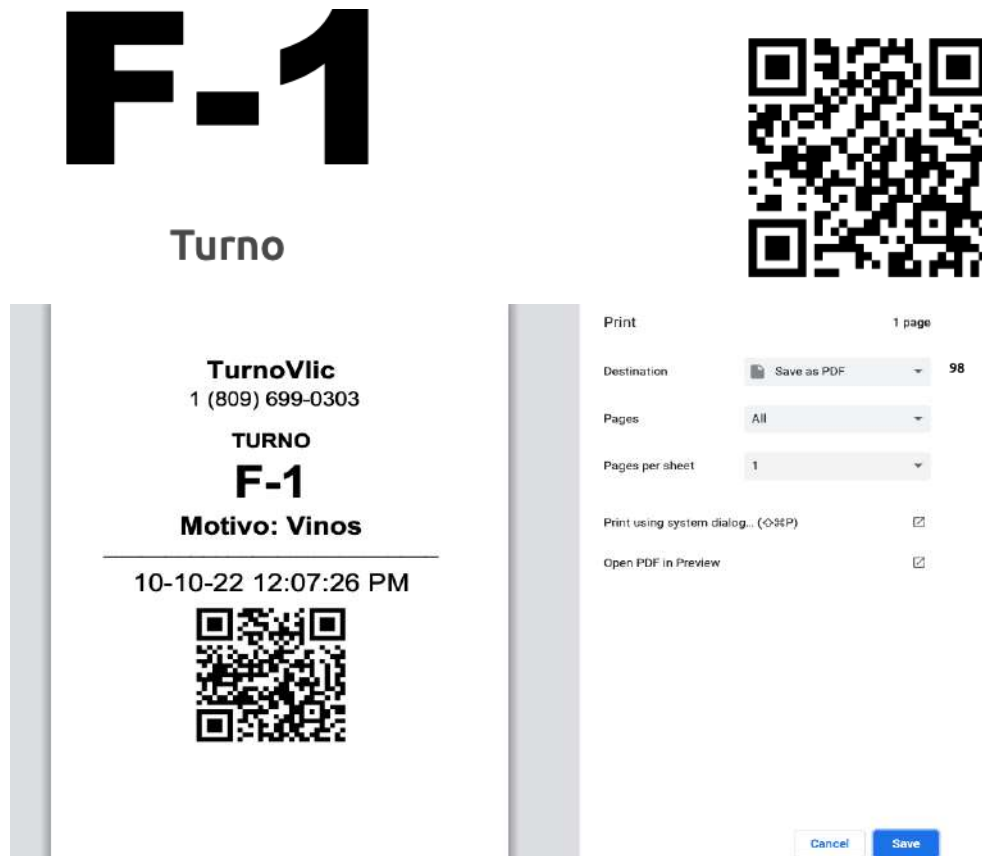 F-1
Turno
TurnoVlic
1 (809) 699-0303
TURNO
F-1
Motivo: Vinos
10-10-22 12:07:26 PM
Print 1 page
Destination Save as PDF 98
Pages All
Pages per sheet 1
Print using system dialog... (⌥⌘P)
Open PDF in Preview
Cancel Save